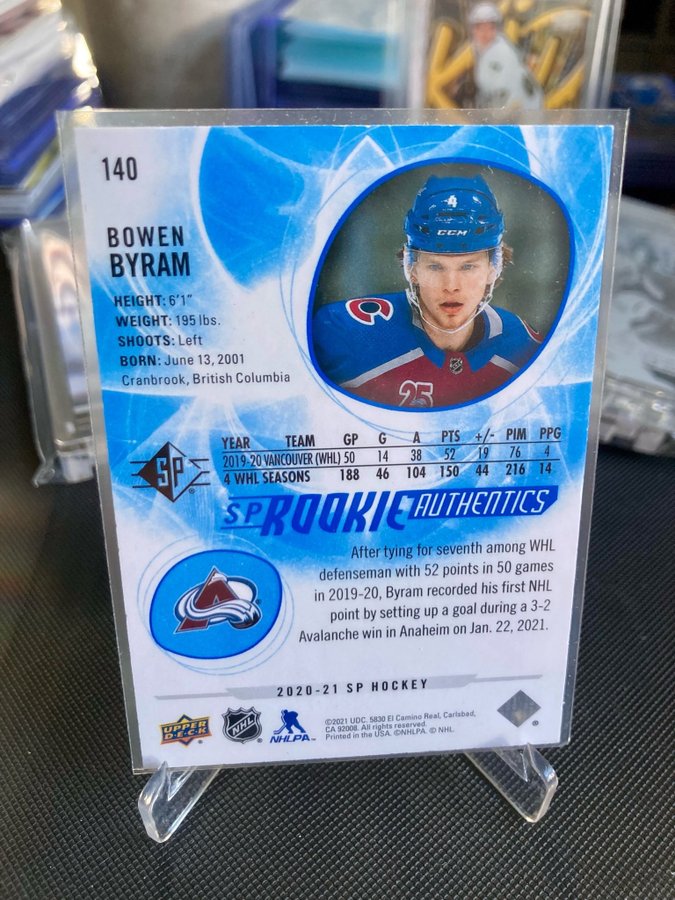 140
BOWEN
BYRAM
HEIGHT: 6'1"
WEIGHT: 195 lbs.
SHOOTS: Left
BORN: June 13, 2001
Cranbrook, British Columbia
4
CCM
25
NHL
YEAR TEAM GP G A PTS +/- PIM PPG
2019-20 VANCOUVER (WHL) 50 14 38 52 19 76 4
4 WHL SEASONS 188 46 104 150 44 216 14
SP
SP ROOKIE AUTHENTICS
After tying for seventh among WHL
defenseman with 52 points in 50 games
in 2019-20, Byram recorded his first NHL
point by setting up a goal during a 3-2
Avalanche win in Anaheim on Jan. 22, 2021.
2020-21 SP HOCKEY
UPPER
DECK
NHL
NHLPA
©2021 UDC. 5830 El Camino Real, Carlsbad,
CA 92008. All rights reserved.
Printed in the USA. ©NHLPA. © NHL.